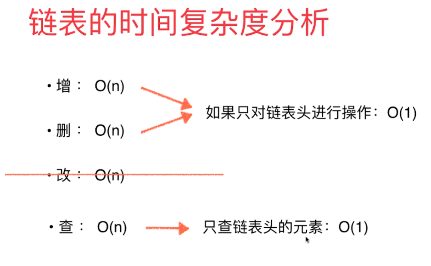 链表的时间复杂度分析
• 增： O(n)
如果只对链表头进行操作：O(1)
• 删： O(n)
• 改： O(n)
• 查： O(n)
只查链表头的元素：O(1)